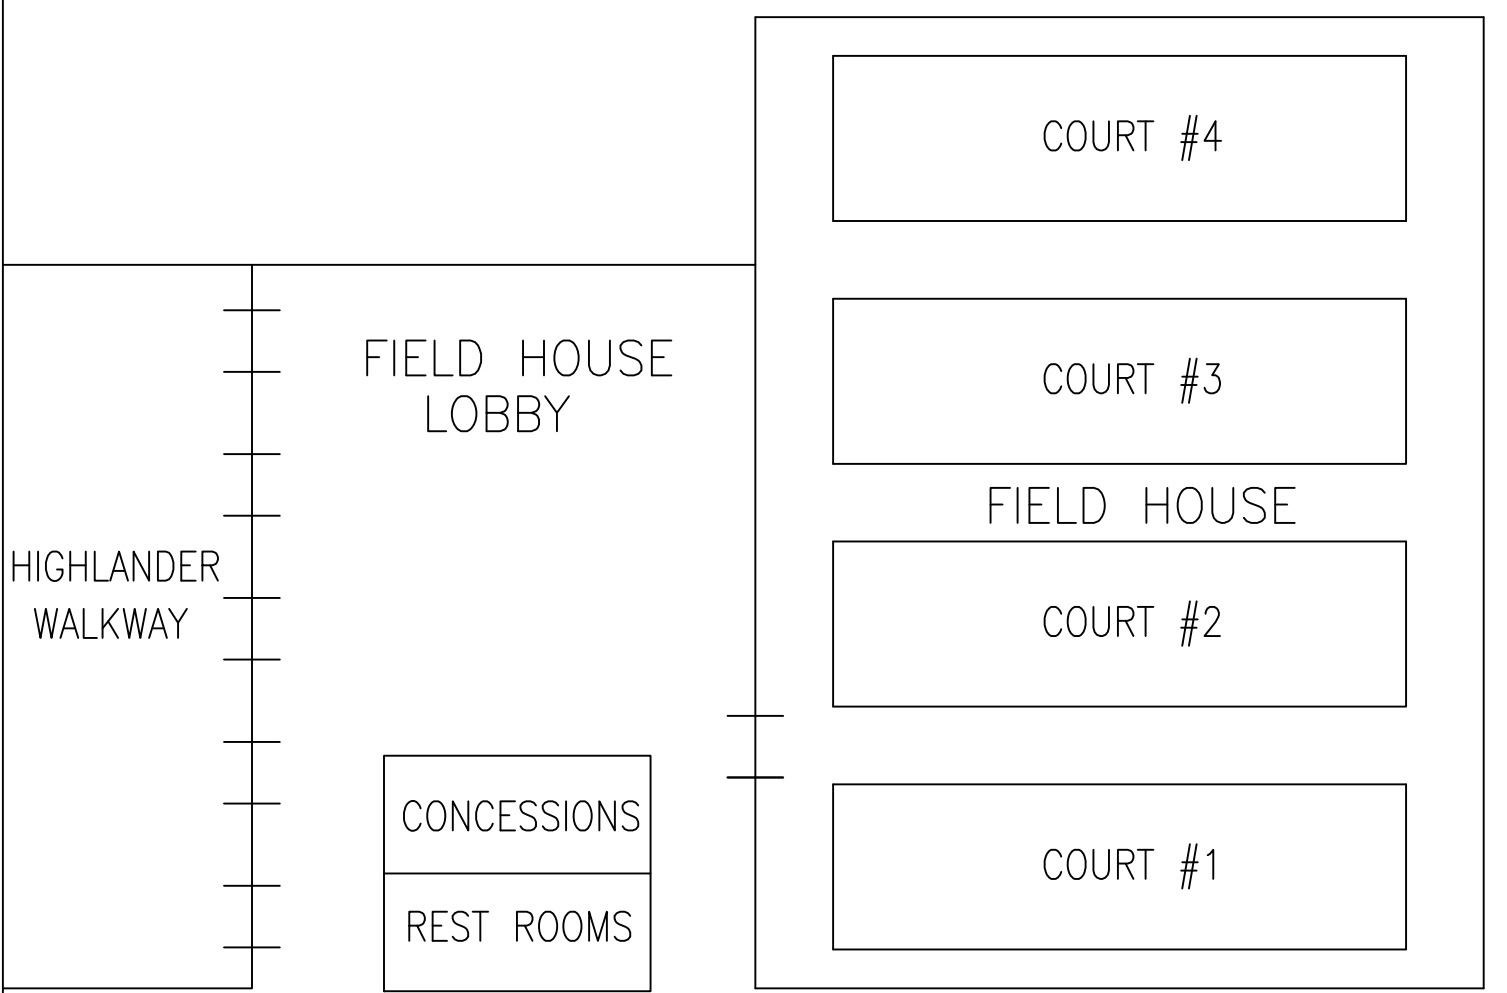 COURT #4
FIELD HOUSE
LOBBY
COURT #3
FIELD HOUSE
HIGHLANDER
WALKWAY
COURT #2
CONCESSIONS
COURT #1
REST ROOMS